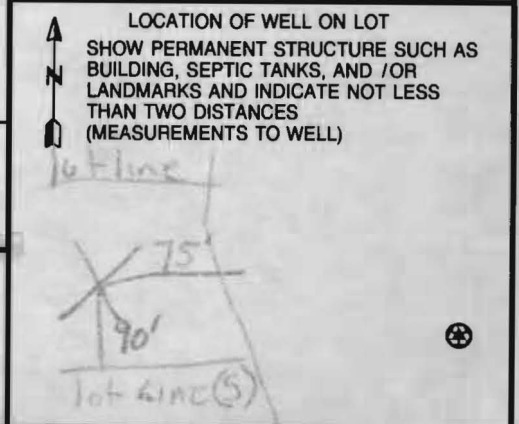 LOCATION OF WELL ON LOT
SHOW PERMANENT STRUCTURE SUCH AS
N
BUILDING, SEPTIC TANKS, AND /OR
LANDMARKS AND INDICATE NOT LESS
THAN TWO DISTANCES
(MEASUREMENTS TO WELL)
lot line
75'
90'
lot LINE (S)